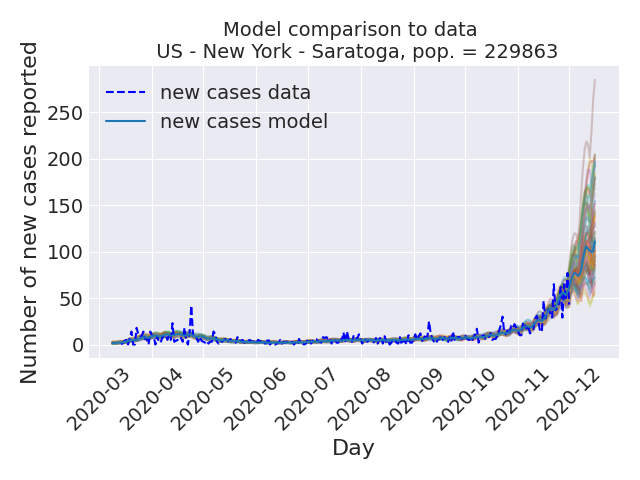 Model comparison to data
US - New York - Saratoga, pop. = 229863
Number of new cases reported
new cases data
new cases model
250
200
150
100
50
0
2020-03
2020-04
2020-05
2020-06
2020-07
2020-08
2020-09
2020-10
2020-11
2020-12
Day